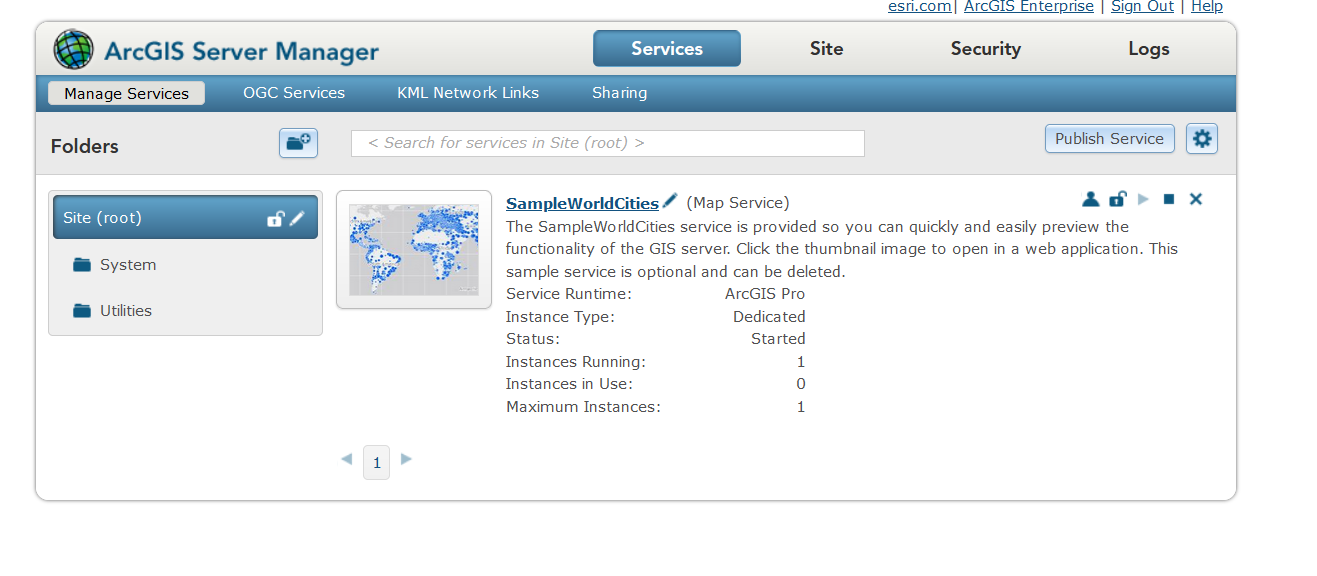 esri.com| ArcGIS Enterprise | Sign Out | Help
ArcGIS Server Manager
Services Site Security Logs
Manage Services OGC Services KML Network Links Sharing
Folders
< Search for services in Site (root) >
Publish Service
Site (root)
System
Utilities
SampleWorldCities (Map Service)
The SampleWorldCities service is provided so you can quickly and easily preview the
functionality of the GIS server. Click the thumbnail image to open in a web application. This
sample service is optional and can be deleted.
Service Runtime: ArcGIS Pro
Instance Type: Dedicated
Status: Started
Instances Running: 1
Instances in Use: 0
Maximum Instances: 1
1